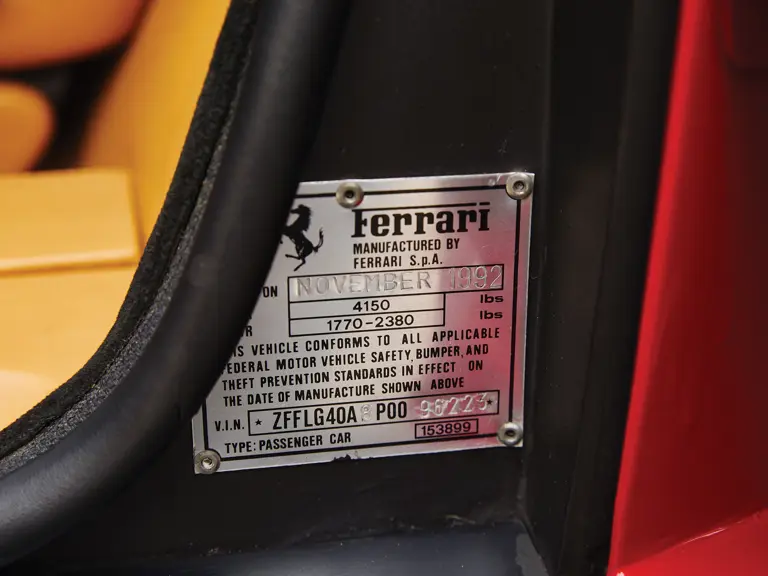 Ferrari
MANUFACTURED BY
FERRARI S.p.A.
ON NOVEMBER 1992
4150 lbs
1770-2380 lbs
VEHICLE CONFORMS TO ALL APPLICABLE
FEDERAL MOTOR VEHICLE SAFETY, BUMPER, AND
THEFT PREVENTION STANDARDS IN EFFECT ON
THE DATE OF MANUFACTURE SHOWN ABOVE
V.I.N. * ZFFLG40A P00 96223*
TYPE: PASSENGER CAR 153899